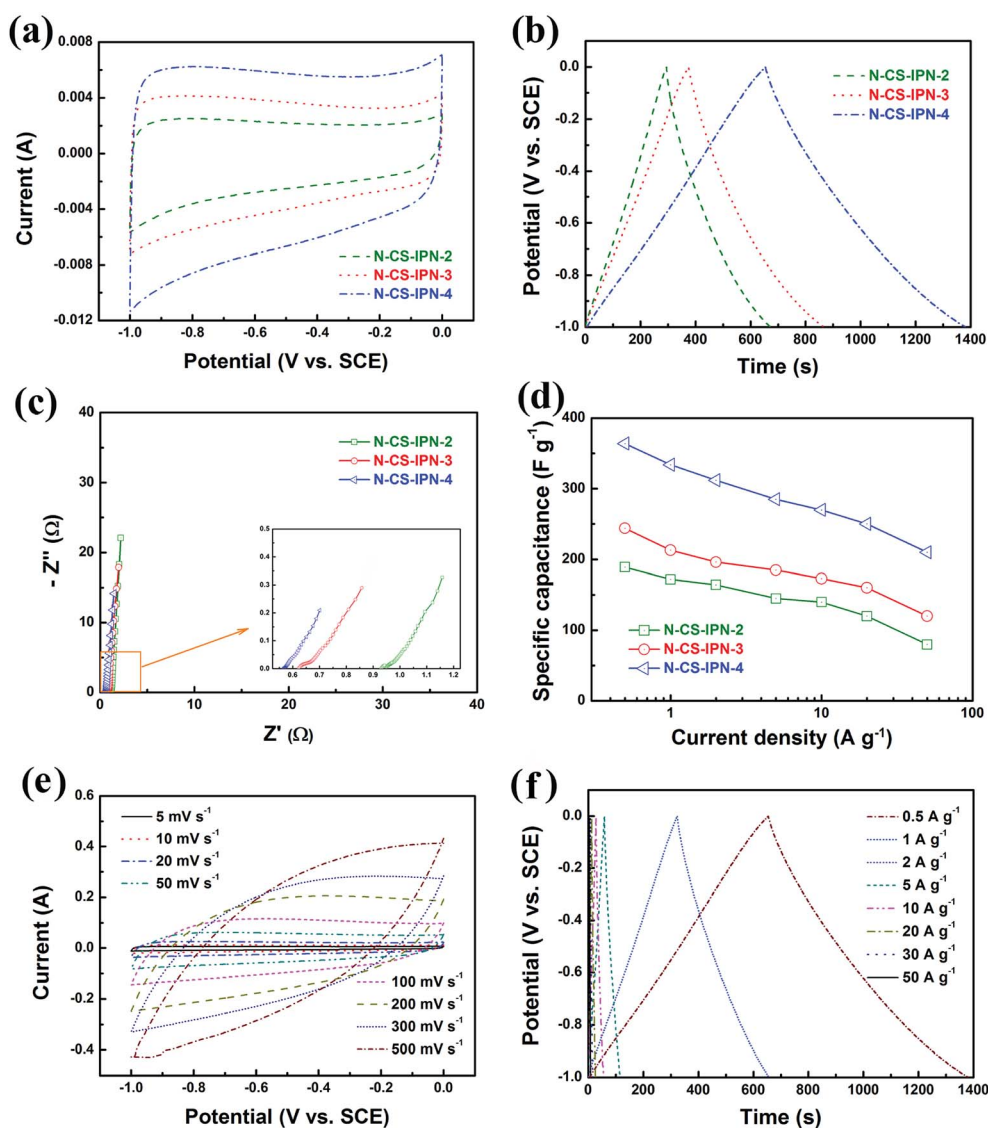 (a)
0.008
0.004
0.000
-0.004
-0.008
-0.012
Current (A)
N-CS-IPN-2
N-CS-IPN-3
N-CS-IPN-4
-1.0 -0.8 -0.6 -0.4 -0.2 0.0
Potential (V vs. SCE)
(b)
0.0
-0.2
-0.4
-0.6
-0.8
-1.0
Potential (V vs. SCE)
N-CS-IPN-2
N-CS-IPN-3
N-CS-IPN-4
0 200 400 600 800 1000 1200 1400
Time (s)
(c)
40
30
20
10
0
- Z'' (Ω)
N-CS-IPN-2
N-CS-IPN-3
N-CS-IPN-4
0.5
0.4
0.3
0.2
0.1
0.0
0.6 0.7 0.8 0.9 1.0 1.1 1.2
0 10 20 30 40
Z' (Ω)
(d)
400
300
200
100
0
Specific capacitance (F g⁻¹)
N-CS-IPN-2
N-CS-IPN-3
N-CS-IPN-4
1 10 100
Current density (A g⁻¹)
(e)
0.6
0.4
0.2
0.0
-0.2
-0.4
Current (A)
5 mV s⁻¹
10 mV s⁻¹
20 mV s⁻¹
50 mV s⁻¹
100 mV s⁻¹
200 mV s⁻¹
300 mV s⁻¹
500 mV s⁻¹
-1.0 -0.8 -0.6 -0.4 -0.2 0.0
Potential (V vs. SCE)
(f)
0.0
-0.2
-0.4
-0.6
-0.8
-1.0
Potential (V vs. SCE)
0.5 A g⁻¹
1 A g⁻¹
2 A g⁻¹
5 A g⁻¹
10 A g⁻¹
20 A g⁻¹
30 A g⁻¹
50 A g⁻¹
0 200 400 600 800 1000 1200 1400
Time (s)